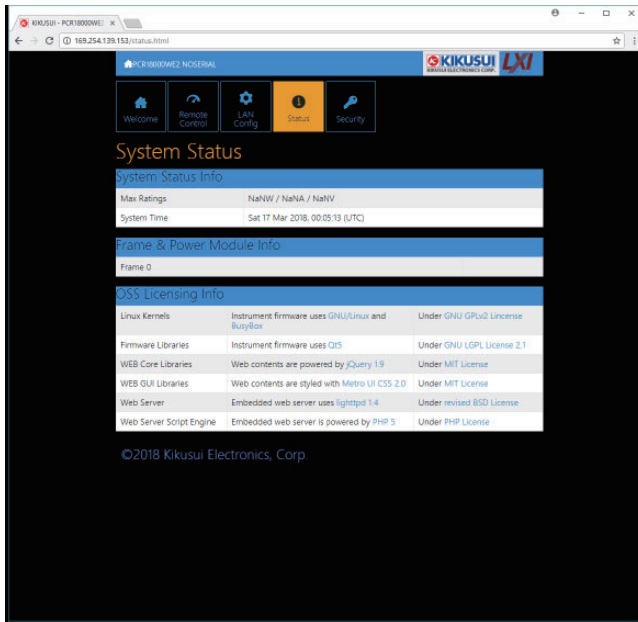 KIKUSUI - PCR18000WE2
169.254.139.153/status.html
PCR18000WE2 NOSERIAL
KIKUSUI LXI
KIKUSUI ELECTRONICS CORP.
Welcome
Remote Control
LAN Config
Status
Security
System Status
System Status Info
Max Ratings NaNW / NaNA / NaNV
System Time Sat 17 Mar 2018, 00:05:13 (UTC)
Frame & Power Module Info
Frame 0
OSS Licensing Info
Linux Kernels Instrument firmware uses GNU/Linux and Under GNU GPLv2 Lincense
BusyBox
Firmware Libraries Instrument firmware uses Qt5 Under GNU LGPL License 2,1
WEB Core Libraries Web contents are powered by jQuery 1.9 Under MIT License
WEB GUI Libraries Web contents are styled with Metro UI CSS 2.0 Under MIT License
Web Server Embedded web server uses lighttpd 1.4 Under revised BSD License
Web Server Script Engine Embedded web server is powered by PHP 5 Under PHP License
©2018 Kikusui Electronics, Corp.